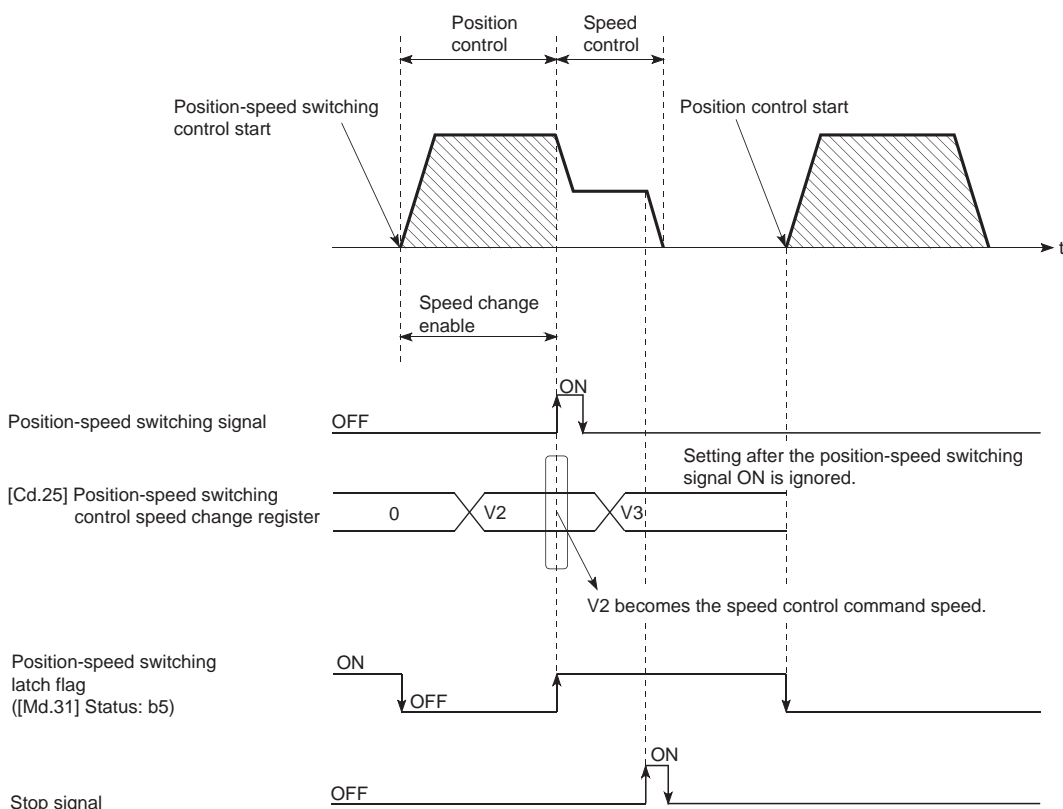 Position
control
Speed
control
Position-speed switching
control start
Position control start
t
Speed change
enable
ON
Position-speed switching signal
OFF
Setting after the position-speed switching
signal ON is ignored.
[Cd.25] Position-speed switching
control speed change register
0
V2
V3
V2 becomes the speed control command speed.
Position-speed switching
latch flag
([Md.31] Status: b5)
ON
OFF
ON
Stop signal
OFF